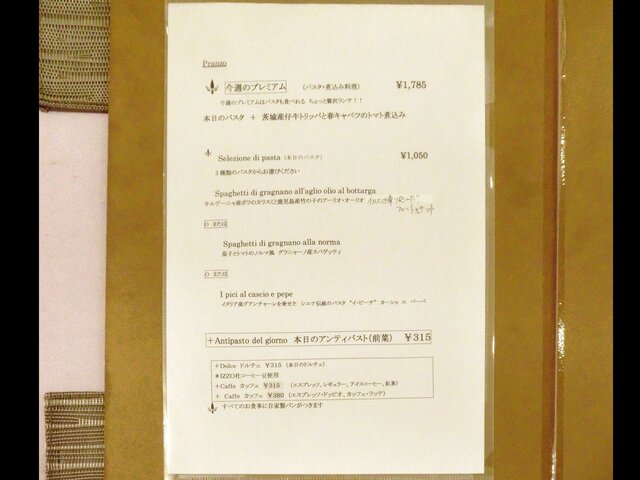 Pranzo
今週のプレミアム （パスタ+煮込み料理） ￥1,785
今週のプレミアムはパスタも食べれる ちょっと贅沢ランチ！！
本日のパスタ ＋ 茨城産仔牛トリッパと春キャベツのトマト煮込み
Selezione di pasta （本日のパスタ） ￥1,050
３種類のパスタからお選びください
Spaghetti di gragnano all'aglio olio al bottarga
サルデーニャ産ボラのカラスミと鹿児島産竹の子のアーリオ・オーリオ
O または
Spaghetti di gragnano alla norma
茄子とトマトのノルマ風 グラニャーノ産スパゲッティ
O または
I pici al cascio e pepe
イタリア産グアンチャーレを乗せた シエナ伝統のパスタ “イ・ピーチ” カーショ エ ペーペ
＋Antipasto del giorno 本日のアンティパスト（前菜） ￥315
＋Dolce ドルチェ ￥315 （本日のドルチェ）
＊IZZO社コーヒー豆使用
＋Caffe カッフェ ￥315 （エスプレッソ、レギュラー、アイスコーヒー、紅茶）
＋ Caffe カッフェ ￥380 （エスプレッソ・ドッピオ、カフェ・ラッテ）
すべてのお食事に自家製パンがつきます